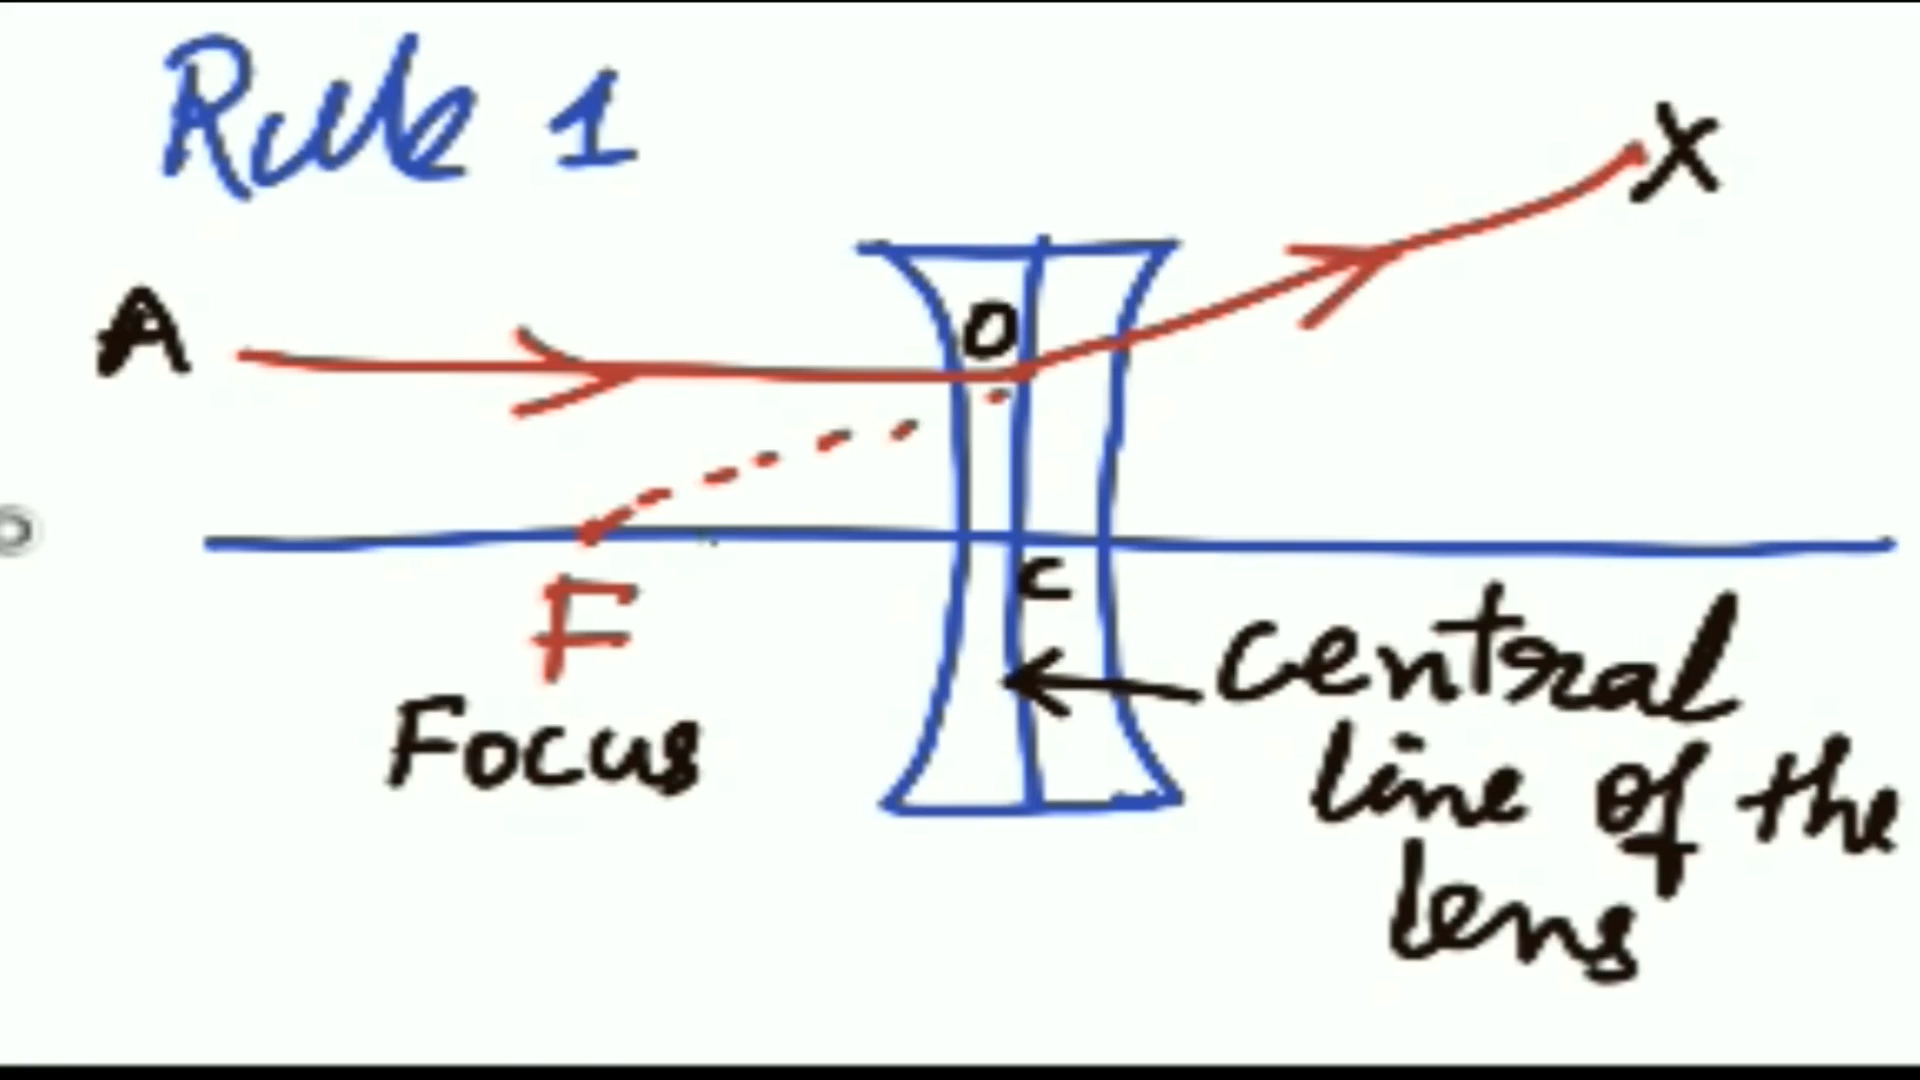 Rule 1
X
A
O
C
F
Focus
central
line of the
lens